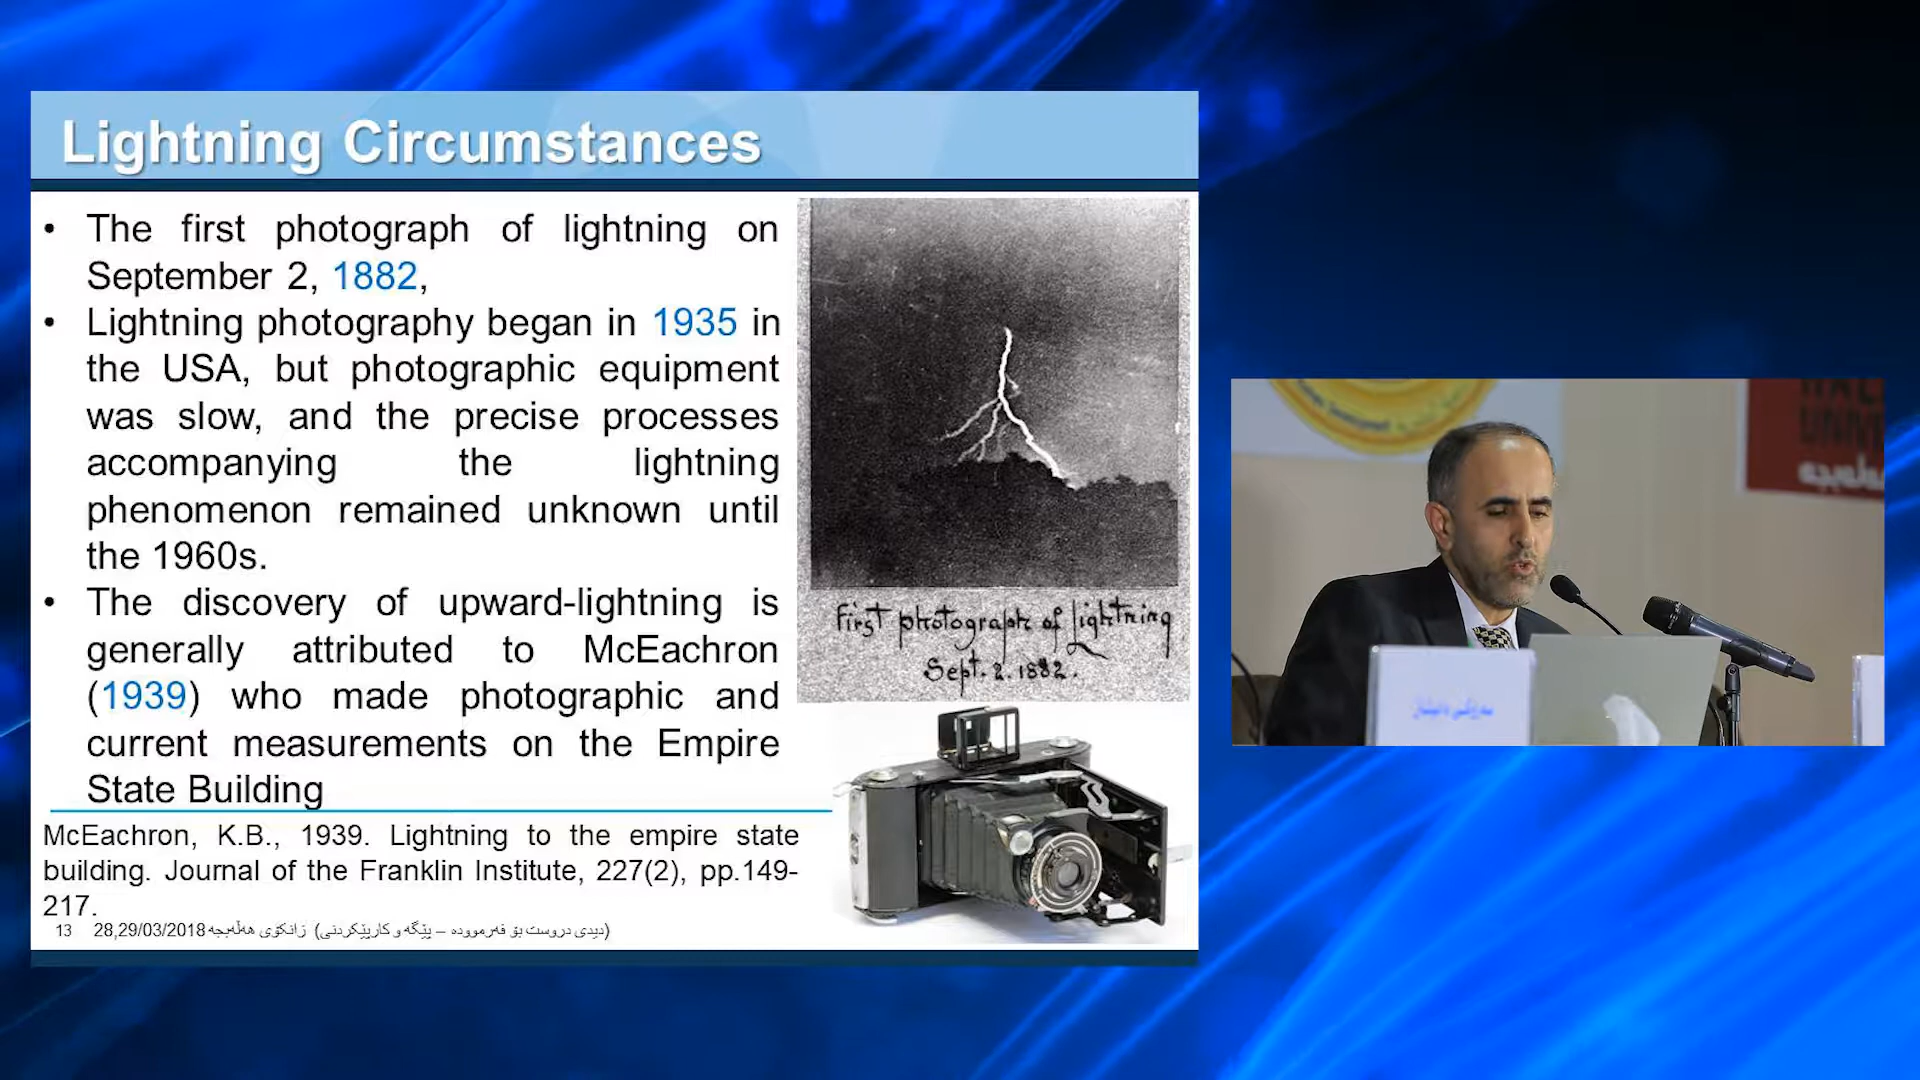 Lightning Circumstances
• The first photograph of lightning on
September 2, 1882,
• Lightning photography began in 1935 in
the USA, but photographic equipment
was slow, and the precise processes
accompanying the lightning
phenomenon remained unknown until
the 1960s.
• The discovery of upward-lightning is
generally attributed to McEachron
(1939) who made photographic and
current measurements on the Empire
State Building
McEachron, K.B., 1939. Lightning to the empire state
building. Journal of the Franklin Institute, 227(2), pp.149-
217.
13 28,29/03/2018 زانکۆی هەڵەبجە (دیدی دروست بۆ فەرموودە – پێگە و کارپێکردنی)
First photograph of Lightning
Sept. 2. 1882.